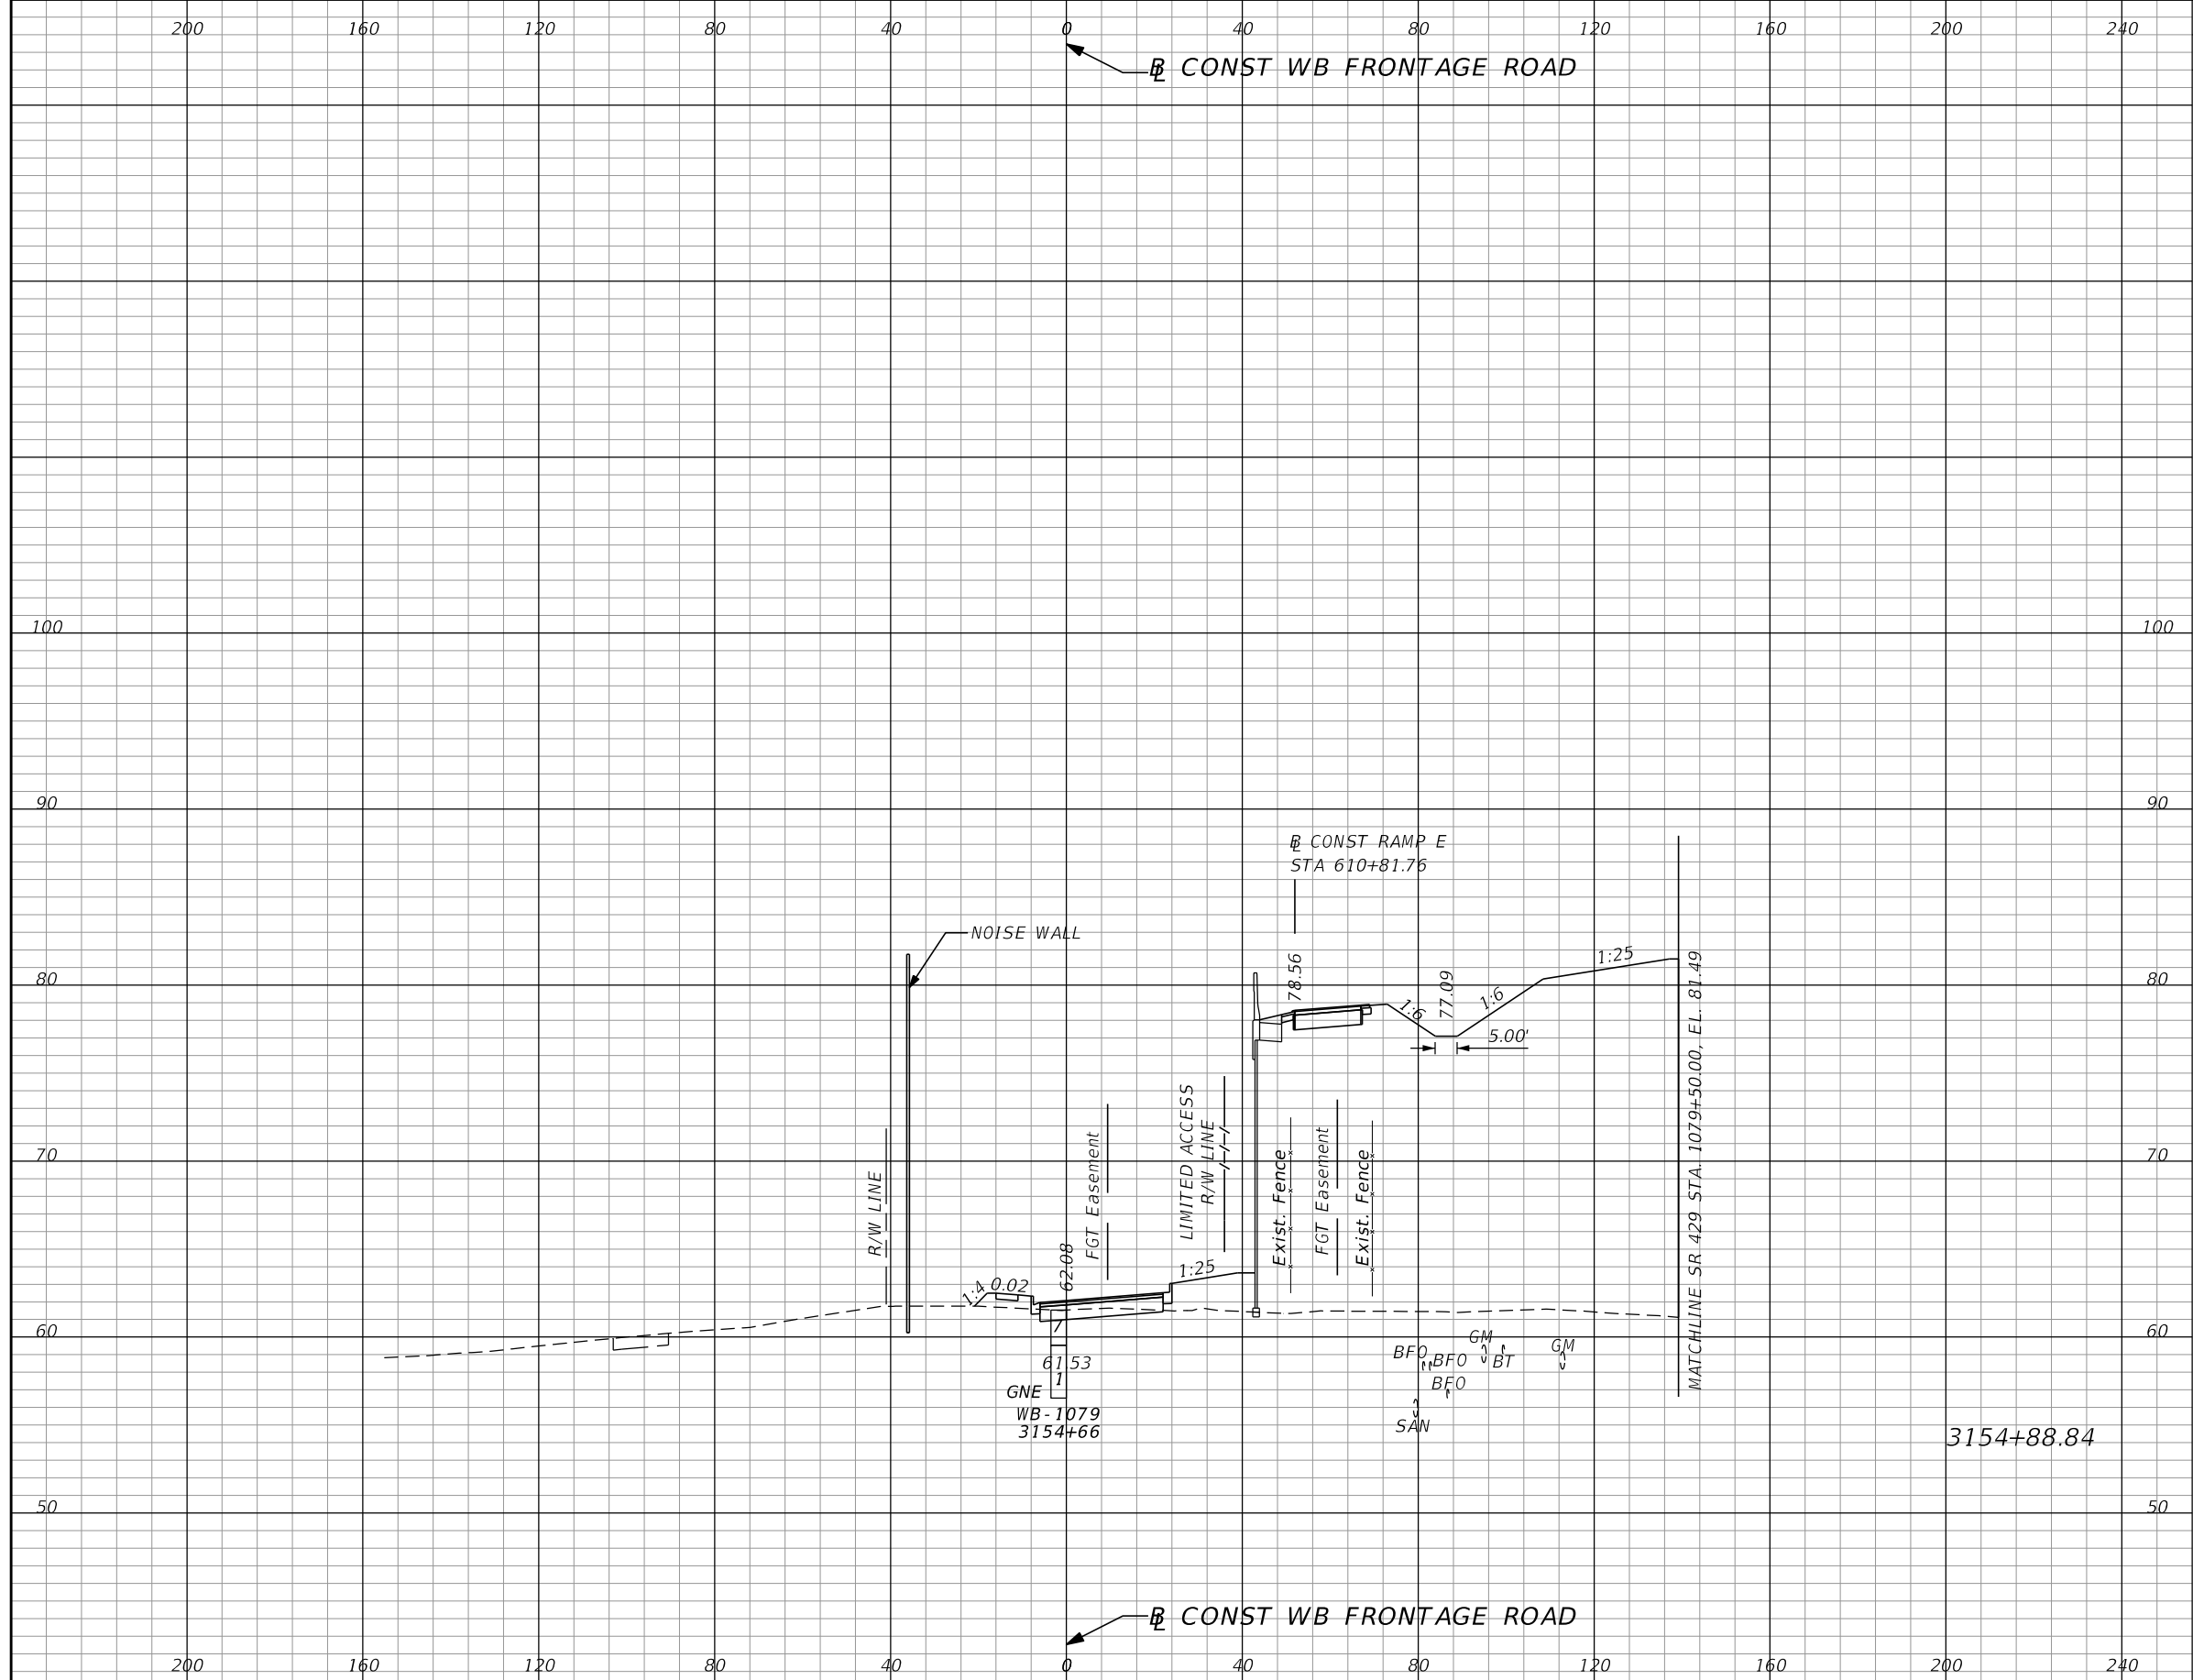 200 160 120 80 40 0 40 80 120 160 200 240
BL CONST WB FRONTAGE ROAD
100 100
90 90
BL CONST RAMP E
STA 610+81.76
NOISE WALL
80 80
78.56
77.09
1:6
1:6
1:25
5.00'
MATCHLINE SR 429 STA. 1079+50.00, EL. 81.49
70 70
R/W LINE
FGT Easement
LIMITED ACCESS
R/W LINE
Exist. Fence
FGT Easement
Exist. Fence
1:4
0.02
62.08
1:25
60 60
7
61.53
1
GNE
WB-1079
3154+66
BFO
BFO
BFO
GM
BT
GM
SAN
3154+88.84
50 50
BL CONST WB FRONTAGE ROAD
200 160 120 80 40 0 40 80 120 160 200 240